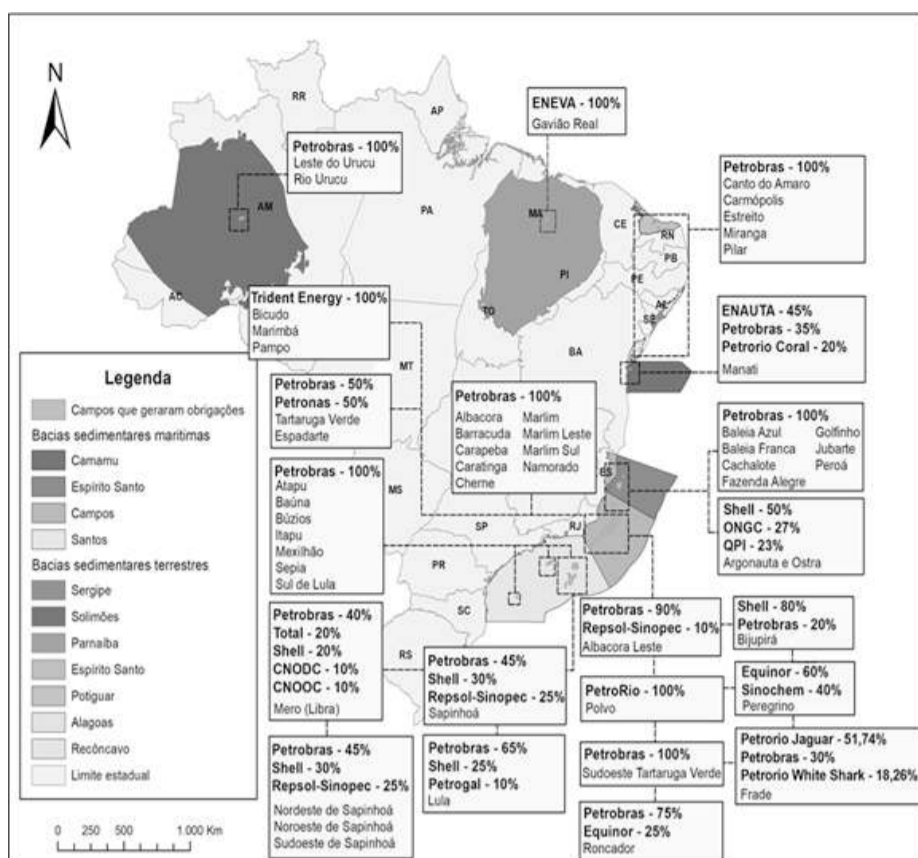 N
RR
AP
AM
PA
MA
CE
RN
PB
PE
PI
AL
SE
TO
AC
BA
MT
MS
ES
SP
RJ
PR
SC
RS
ENEVA - 100%
Gavião Real
Petrobras - 100%
Leste do Urucu
Rio Urucu
Petrobras - 100%
Canto do Amaro
Carmópolis
Estreito
Miranga
Pilar
Trident Energy - 100%
Bicudo
Marimbá
Pampo
ENAUTA - 45%
Petrobras - 35%
Petrorio Coral - 20%
Manati
Legenda
Campos que geraram obrigações
Bacias sedimentares marítimas
Camamu
Espírito Santo
Campos
Santos
Bacias sedimentares terrestres
Sergipe
Solimões
Parnaíba
Espirito Santo
Potiguar
Alagoas
Recôncavo
Limite estadual
0 250 500 1.000 Km
Petrobras - 50%
Petronas - 50%
Tartaruga Verde
Espadarte
Petrobras - 100%
Albacora Marlim
Barracuda Marlim Leste
Carapeba Marlim Sul
Caratinga Namorado
Cherne
Petrobras - 100%
Baleia Azul Golfinho
Baleia Franca Jubarte
Cachalote Peroá
Fazenda Alegre
Petrobras - 100%
Atapu
Baúna
Búzios
Itapu
Mexilhão
Sepia
Sul de Lula
Shell - 50%
ONGC - 27%
QPI - 23%
Argonauta e Ostra
Petrobras - 40%
Total - 20%
Shell - 20%
CNODC - 10%
CNOOC - 10%
Mero (Libra)
Petrobras - 45%
Shell - 30%
Repsol-Sinopec - 25%
Sapinhoá
Petrobras - 90%
Repsol-Sinopec - 10%
Albacora Leste
Shell - 80%
Petrobras - 20%
Bijupirá
PetroRio - 100%
Polvo
Equinor - 60%
Sinochem - 40%
Peregrino
Petrobras - 45%
Shell - 30%
Repsol-Sinopec - 25%
Nordeste de Sapinhoá
Noroeste de Sapinhoá
Sudoeste de Sapinhoá
Petrobras - 65%
Shell - 25%
Petrogal - 10%
Lula
Petrobras - 100%
Sudoeste Tartaruga Verde
Petrorio Jaguar - 51,74%
Petrobras - 30%
Petrorio White Shark - 18,26%
Frade
Petrobras - 75%
Equinor - 25%
Roncador